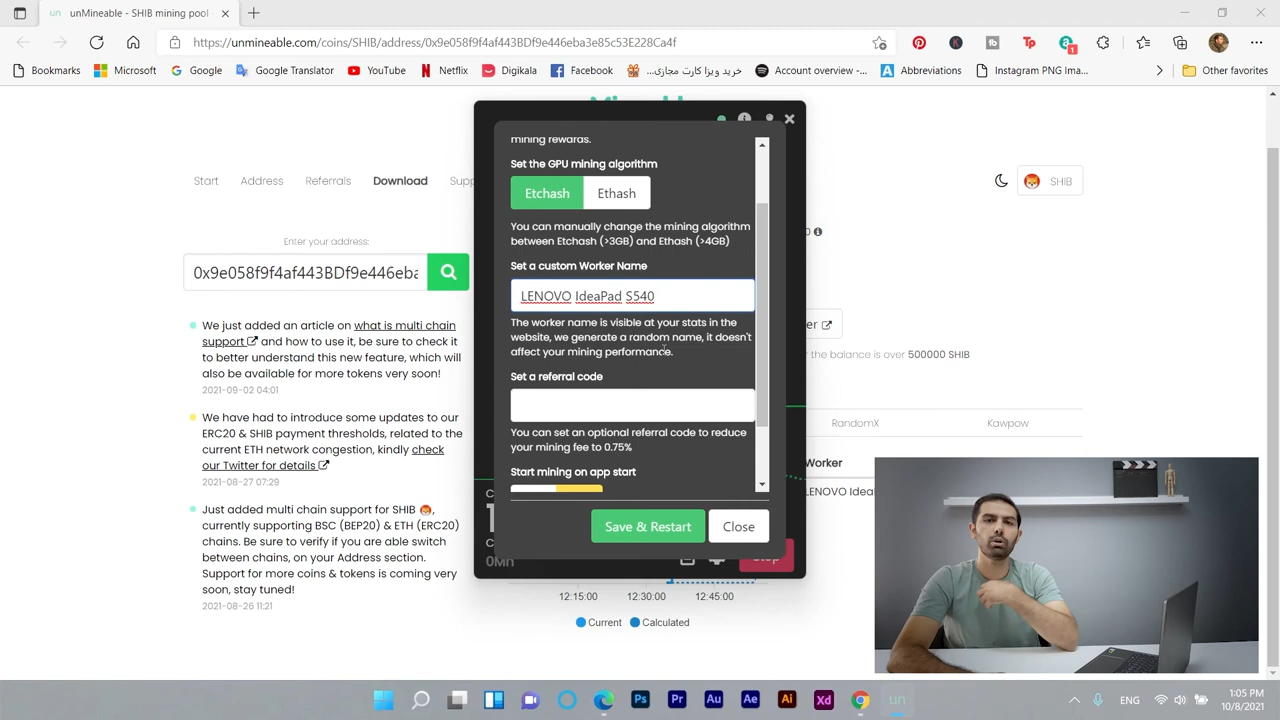 un
unMineable - SHIB mining pool
https://unmineable.com/coins/SHIB/address/0x9e058f9f4af443BDf9e446eba3e85c53E228Ca4f
1
Bookmarks
Microsoft
Google
Google Translator
YouTube
Netflix
Digikala
Facebook
خرید ویزا کارت مجازی...
Account overview -...
Abbreviations
Instagram PNG Ima...
Other favorites
Start
Address
Referrals
Download
Supp
SHIB
Enter your address:
0x9e058f9f4af443BDf9e446eba
We just added an article on what is multi chain
support and how to use it, be sure to check it
to better understand this new feature, which will
also be available for more tokens very soon!
2021-09-02 04:01
We have had to introduce some updates to our
ERC20 & SHIB payment thresholds, related to the
current ETH network congestion, kindly check
our Twitter for details
2021-08-27 07:29
Just added multi chain support for SHIB
currently supporting BSC (BEP20) & ETH (ERC20)
chains. Be sure to verify if you are able switch
between chains, on your Address section.
Support for more coins & tokens is coming very
soon, stay tuned!
2021-08-26 11:21
mining rewards.
Set the GPU mining algorithm
Etchash
Ethash
You can manually change the mining algorithm
between Etchash (>3GB) and Ethash (>4GB)
Set a custom Worker Name
LENOVO IdeaPad S540
The worker name is visible at your stats in the
website, we generate a random name, it doesn't
affect your mining performance.
Set a referral code
You can set an optional referral code to reduce
your mining fee to 0.75%
Start mining on app start
Save & Restart
Close
0Mh
Stop
12:15:00
12:30:00
12:45:00
Current
Calculated
er
the balance is over 500000 SHIB
RandomX
Kawpow
Worker
LENOVO Idea
Ps
Pr
Au
Ae
Ai
Xd
un
ENG
1:05 PM
10/8/2021